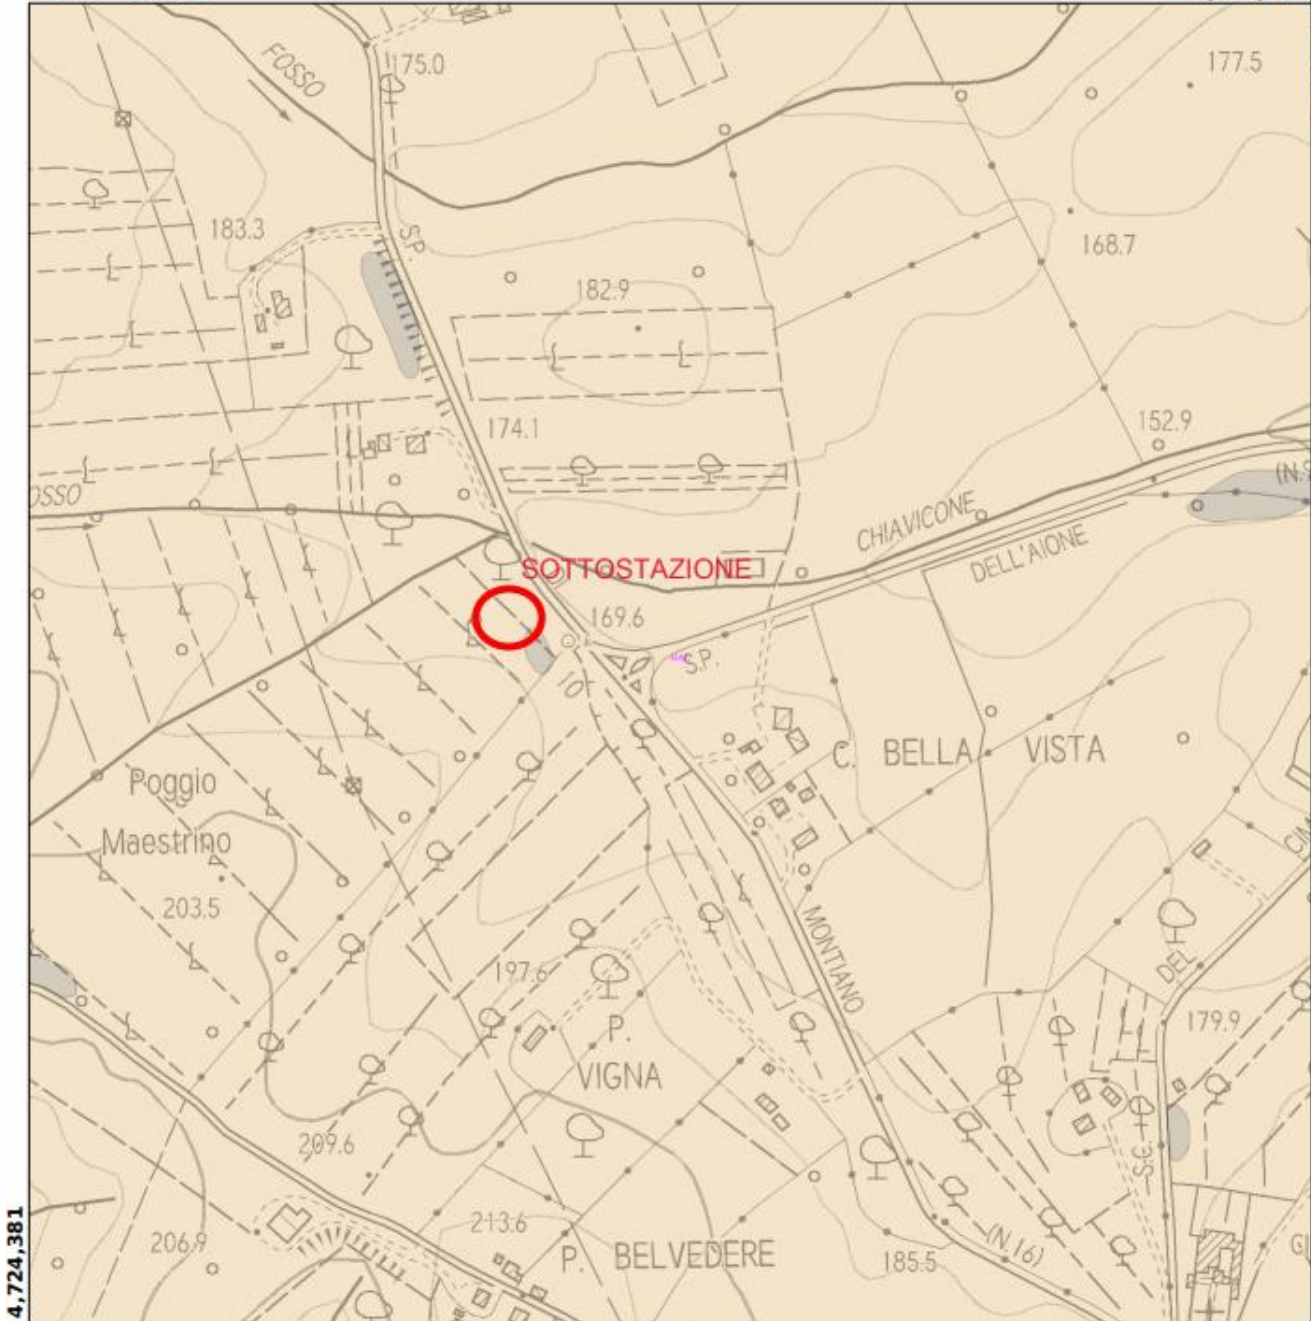 FOSSO
175.0
177.5
183.3
S.P.
168.7
182.9
174.1
152.9
OSSO
(N.S
CHIAVICONE
DELL'AIONE
SOTTOSTAZIONE
169.6
S.P.
10
C. BELLA VISTA
Poggio
Maestrino
203.5
MONTIANO
DEL
197.6
179.9
P.
VIGNA
209.6
S.C.
213.6
206.9
P. BELVEDERE
185.5
(N.16)
GI
4,724,381